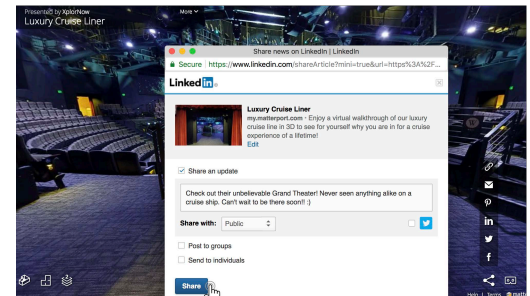 Presented by XplorNow
Luxury Cruise Liner
More
Share news on LinkedIn | LinkedIn
Secure | https://www.linkedin.com/shareArticle?mini=true&url=https%3A%2F...
Linked in
Luxury Cruise Liner
my.matterport.com · Enjoy a virtual walkthrough of our luxury
cruise line in 3D to see for yourself why you are in for a cruise
experience of a lifetime!
Edit
Share an update
Check out their unbelievable Grand Theater! Never seen anything alike on a
cruise ship. Can't wait to be there soon!! :)
Share with: Public
Post to groups
Send to individuals
Share
in
f
Help | Terms